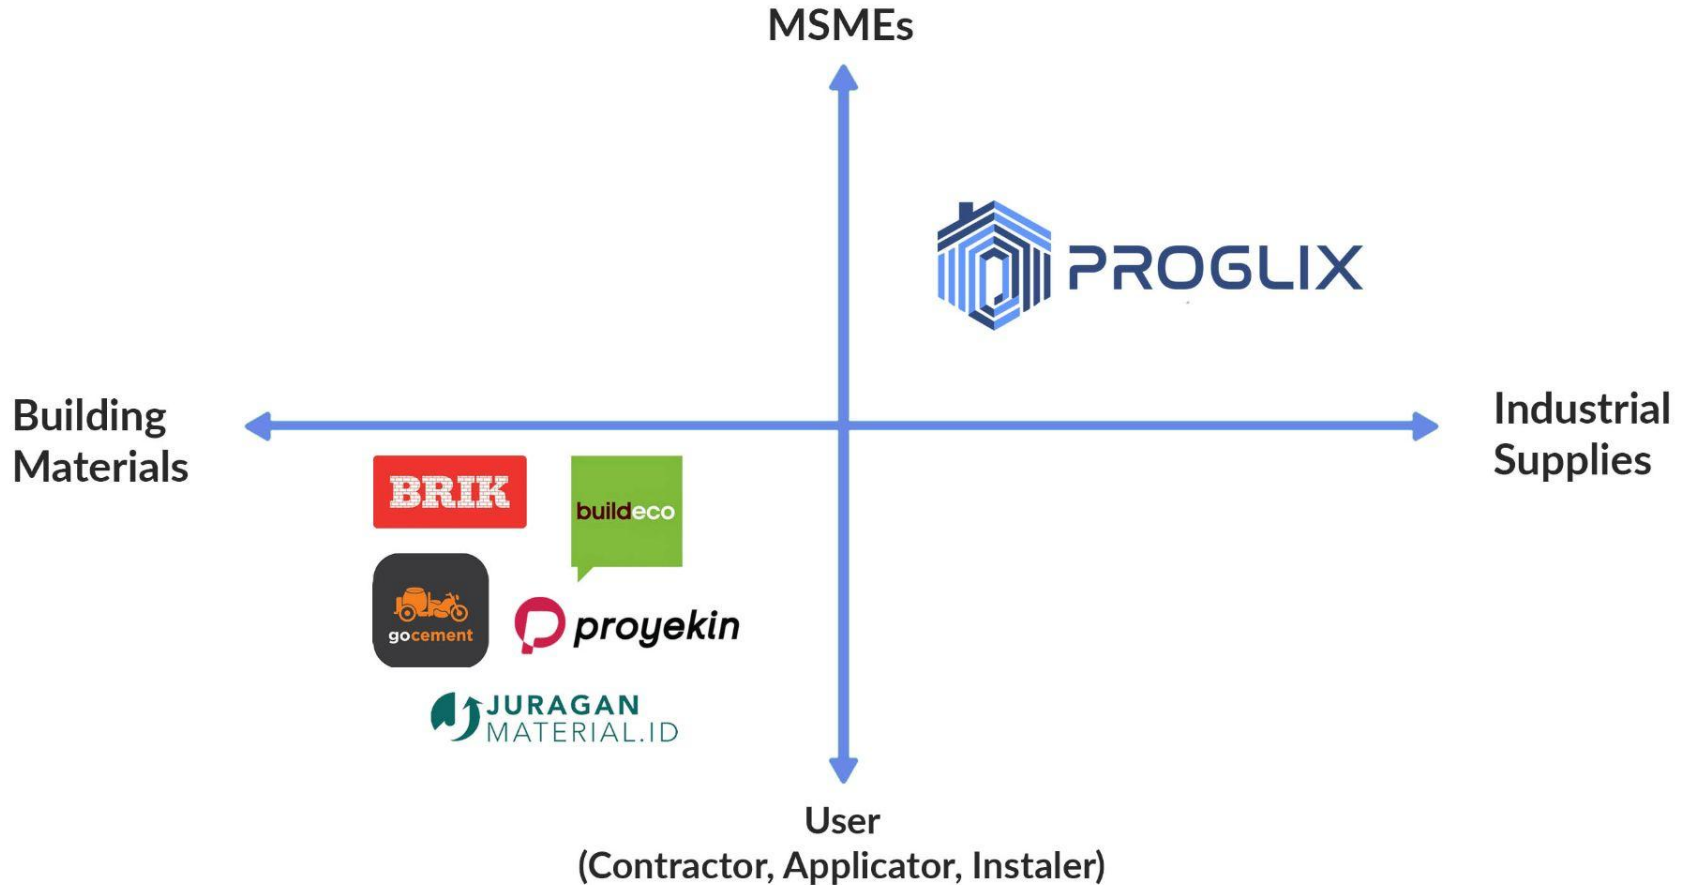 MSMEs
PROGLIX
Building
Materials
Industrial
Supplies
BRIK
buildeco
gocement
proyekin
JURAGAN
MATERIAL.ID
User
(Contractor, Applicator, Instaler)